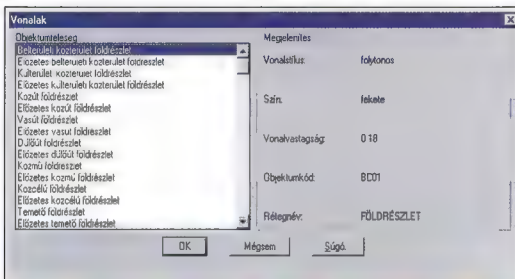 Vonalak
Objektumféleség
Belterületi közterület földrészlet
Előzetes belterületi közterület földrészlet
Külterületi közterület földrészlet
Előzetes külterületi közterület földrészlet
Közút földrészlet
Előzetes közút földrészlet
Vasút földrészlet
Előzetes vasút földrészlet
Dűlőút földrészlet
Előzetes dűlőút földrészlet
Közmű földrészlet
Előzetes közmű földrészlet
Közcélú földrészlet
Előzetes közcélú földrészlet
Temető földrészlet
Előzetes temető földrészlet
Megjelenítés
Vonalstílus: folytonos
Szín: fekete
Vonalvastagság: 0.18
Objektumkód: BC01
Rétegnév: FÖLDRÉSZLET
OK Mégsem Súgó